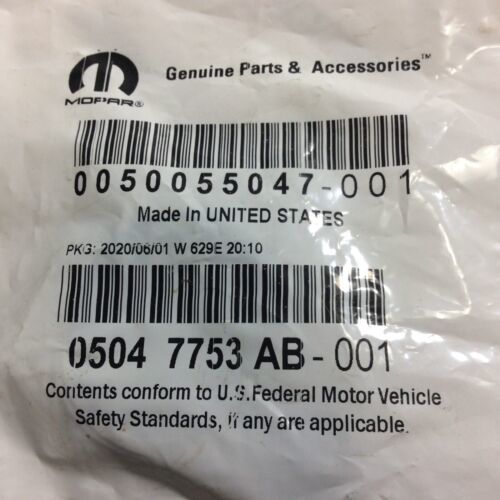 Genuine Parts & Accessories™
MOPAR®
0050055047-001
Made In UNITED STATES
PKG: 2020/06/01 W 629E 20:10
0504 7753 AB-001
Contents conform to U.S.Federal Motor Vehicle
Safety Standards, if any are applicable.